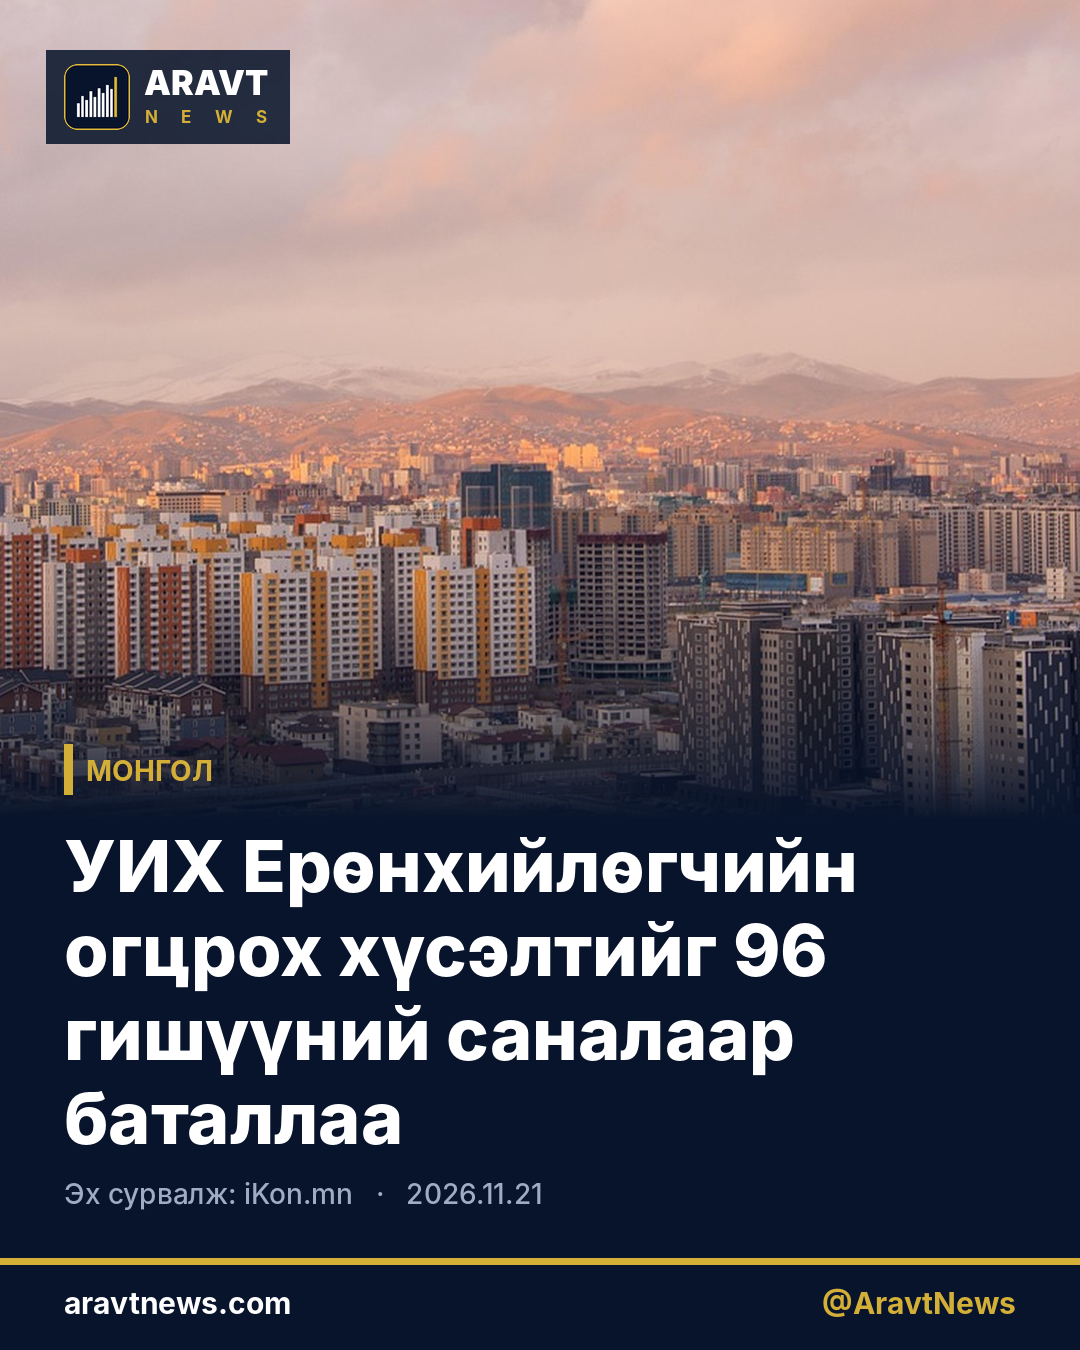 ARAVT
NEWS
МОНГОЛ
УИХ Ерөнхийлөгчийн
огцрох хүсэлтийг 96
гишүүний саналаар
баталлаа
Эх сурвалж: iKon.mn · 2026.11.21
aravtnews.com
@AravtNews